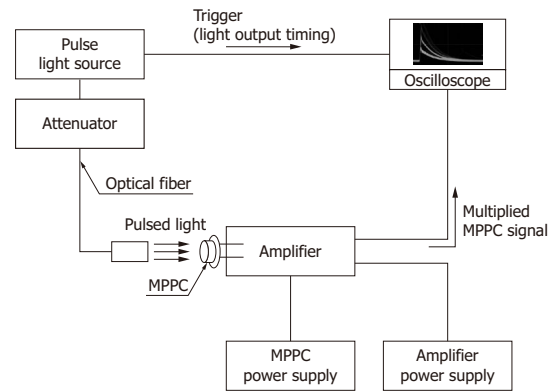 Trigger
(light output timing)
Pulse
light source
Oscilloscope
Attenuator
Optical fiber
Pulsed light
Multiplied
MPPC signal
Amplifier
MPPC
MPPC
power supply
Amplifier
power supply